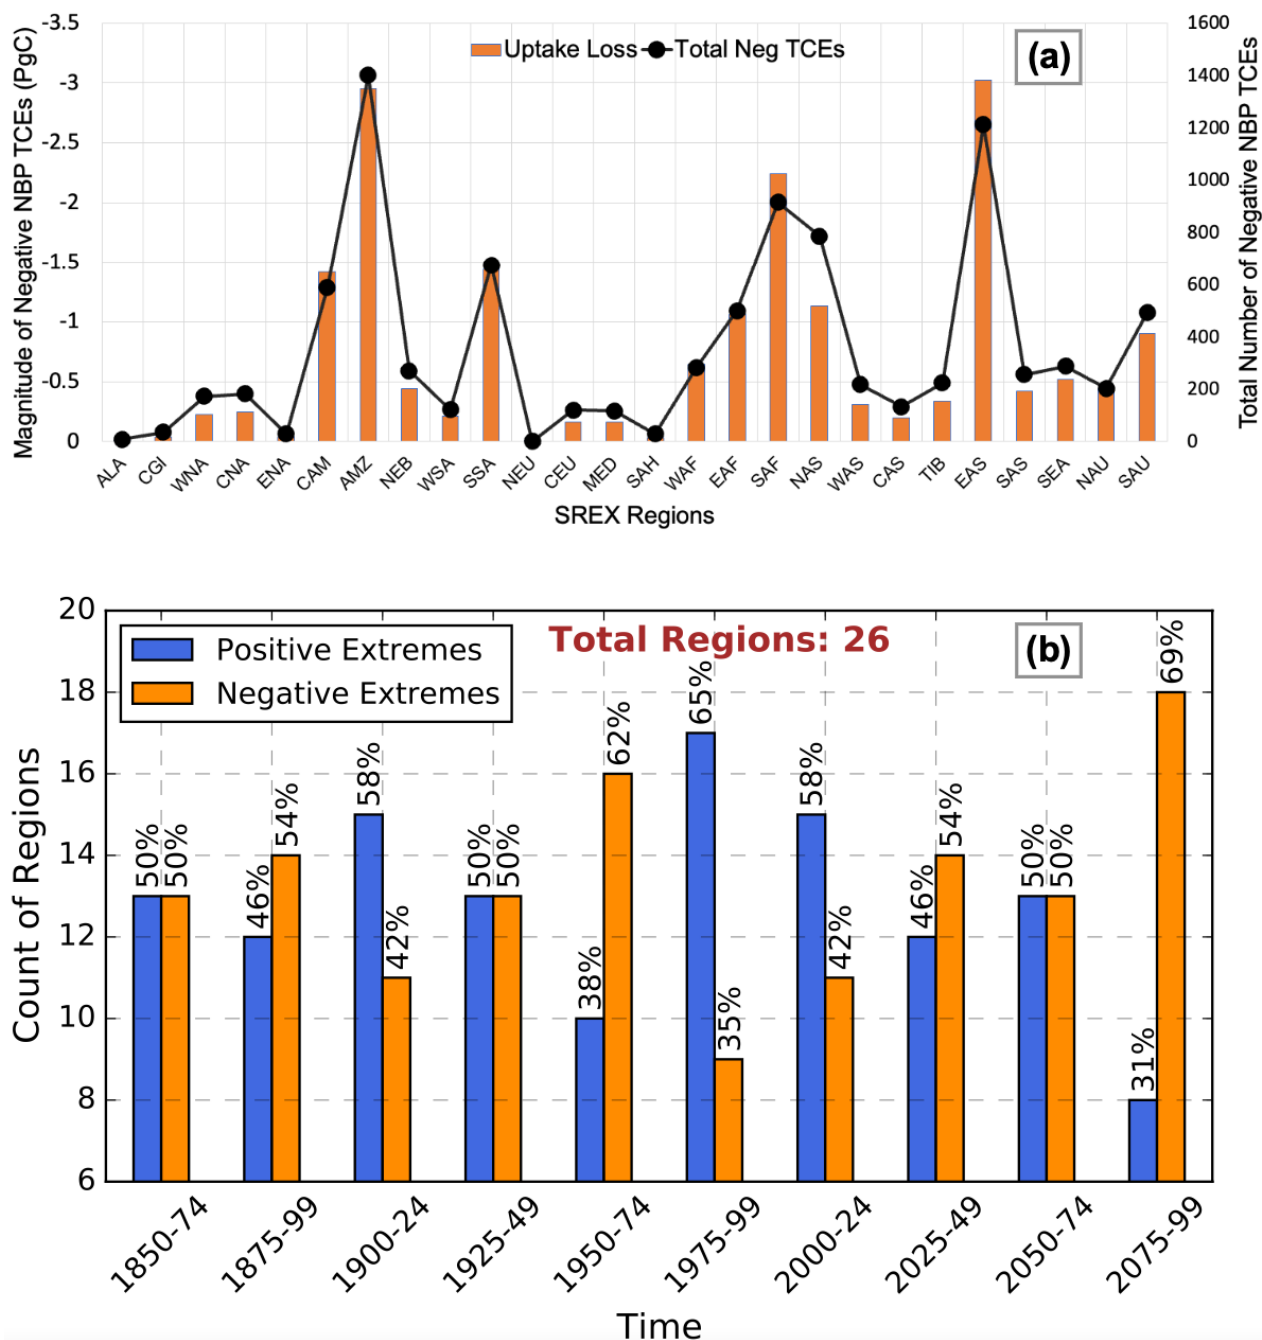 Magnitude of Negative NBP TCEs (PgC)
-3.5
-3
-2.5
-2
-1.5
-1
-0.5
0
Uptake Loss
Total Neg TCEs
(a)
1600
1400
1200
1000
800
600
400
200
0
Total Number of Negative NBP TCEs
ALA
CGI
WNA
CNA
ENA
CAM
AMZ
NEB
WSA
SSA
NEU
CEU
MED
SAH
WAF
EAF
SAF
NAS
WAS
CAS
TIB
EAS
SAS
SEA
NAU
SAU
SREX Regions
Count of Regions
20
18
16
14
12
10
8
6
Positive Extremes
Negative Extremes
Total Regions: 26
(b)
50%
50%
46%
54%
58%
42%
50%
50%
38%
62%
65%
35%
58%
42%
46%
54%
50%
50%
31%
69%
1850-74
1875-99
1900-24
1925-49
1950-74
1975-99
2000-24
2025-49
2050-74
2075-99
Time